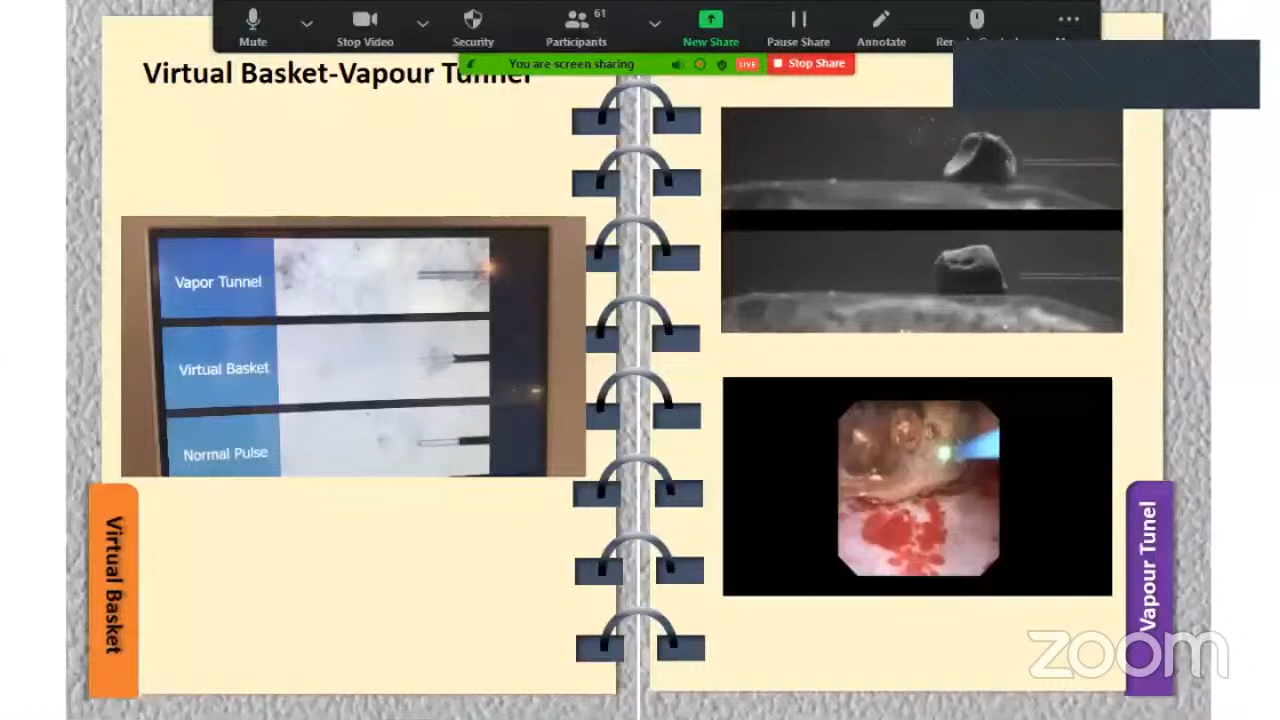 61
Mute
Stop Video
Security
Participants
New Share
Pause Share
Annotate
You are screen sharing
LIVE
Stop Share
Virtual Basket-Vapour Tunnel
Vapor Tunnel
Virtual Basket
Normal Pulse
Virtual Basket
Vapour Tunel
zoom